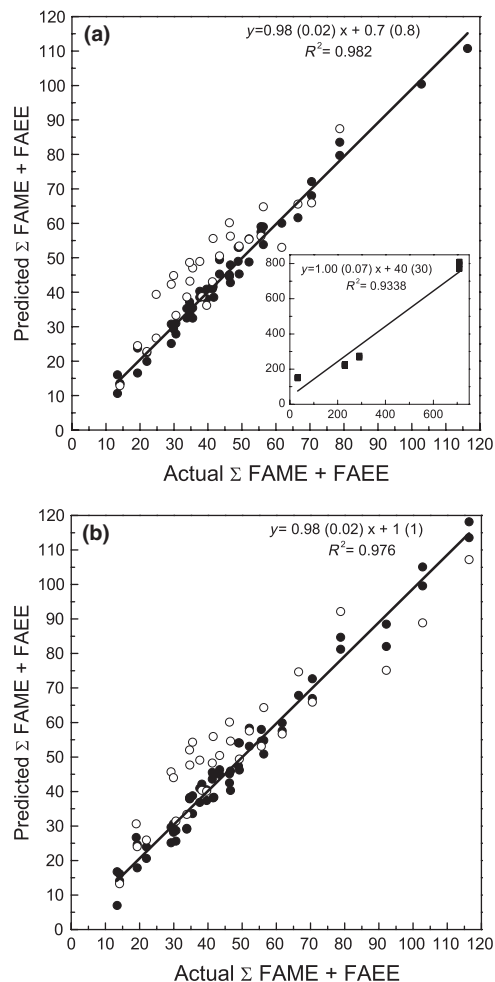 (a)
y=0.98 (0.02) x + 0.7 (0.8)
R²= 0.982
120
110
100
90
80
70
60
50
40
30
20
10
0
Predicted Σ FAME + FAEE
800
600
400
200
0
y=1.00 (0.07) x + 40 (30)
R²= 0.9338
0 200 400 600
0 10 20 30 40 50 60 70 80 90 100 110 120
Actual Σ FAME + FAEE
(b)
y= 0.98 (0.02) x + 1 (1)
R²= 0.976
120
110
100
90
80
70
60
50
40
30
20
10
0
Predicted Σ FAME + FAEE
0 10 20 30 40 50 60 70 80 90 100 110 120
Actual Σ FAME + FAEE